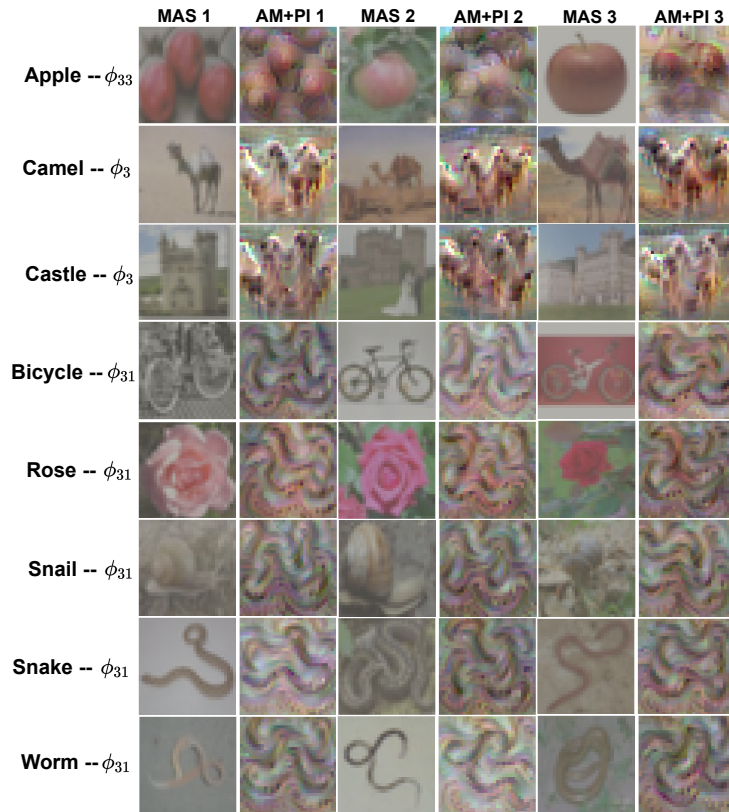 MAS 1 AM+PI 1 MAS 2 AM+PI 2 MAS 3 AM+PI 3
Apple -- ϕ33
Camel -- ϕ3
Castle -- ϕ3
Bicycle -- ϕ31
Rose -- ϕ31
Snail -- ϕ31
Snake -- ϕ31
Worm -- ϕ31